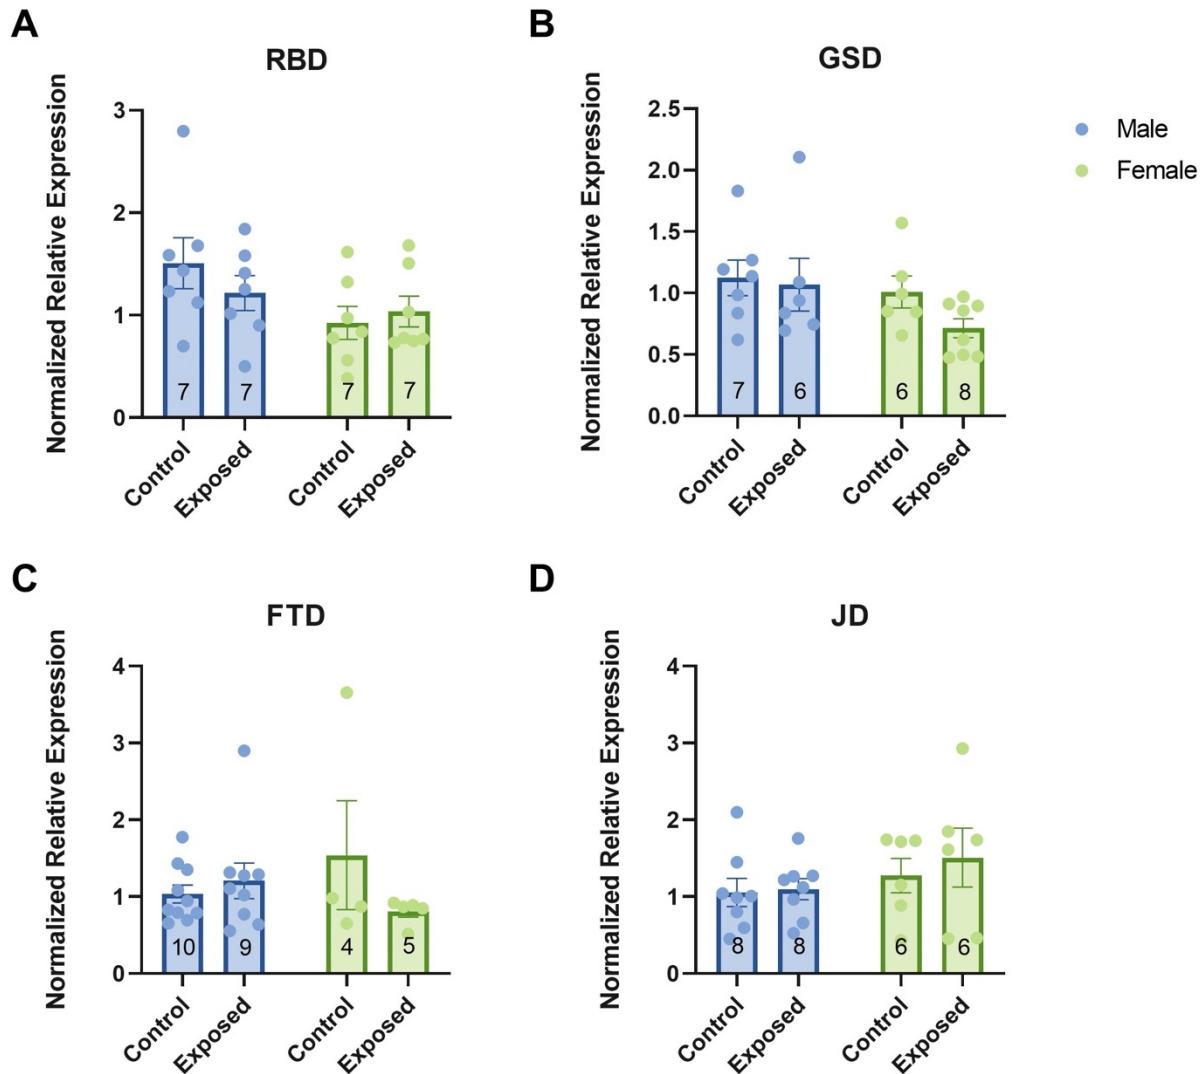 A
RBD
Normalized Relative Expression
3
2
1
0
7
7
7
7
Control
Exposed
Control
Exposed
B
GSD
Normalized Relative Expression
2.5
2.0
1.5
1.0
0.5
0.0
7
6
6
8
Control
Exposed
Control
Exposed
Male
Female
C
FTD
Normalized Relative Expression
4
3
2
1
0
10
9
4
5
Control
Exposed
Control
Exposed
D
JD
Normalized Relative Expression
4
3
2
1
0
8
8
6
6
Control
Exposed
Control
Exposed